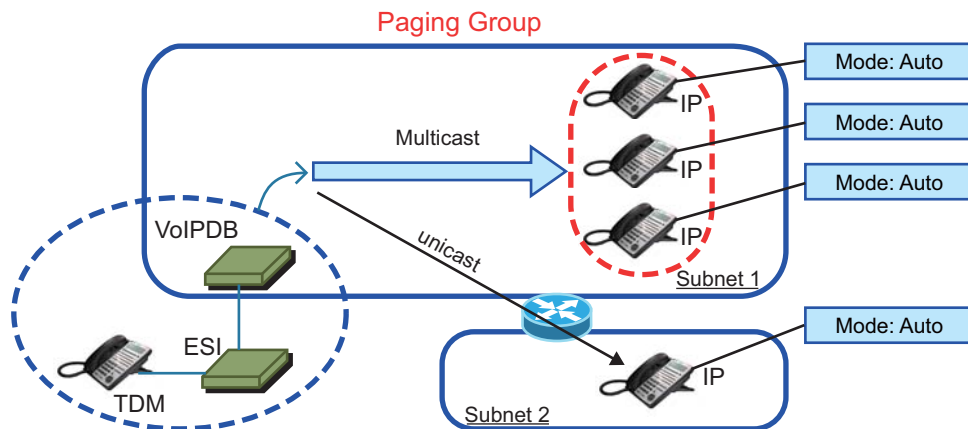 Paging Group
Mode: Auto
IP
Mode: Auto
Multicast
IP
Mode: Auto
IP
VoIPDB
unicast
Subnet 1
Mode: Auto
ESI
IP
TDM
Subnet 2